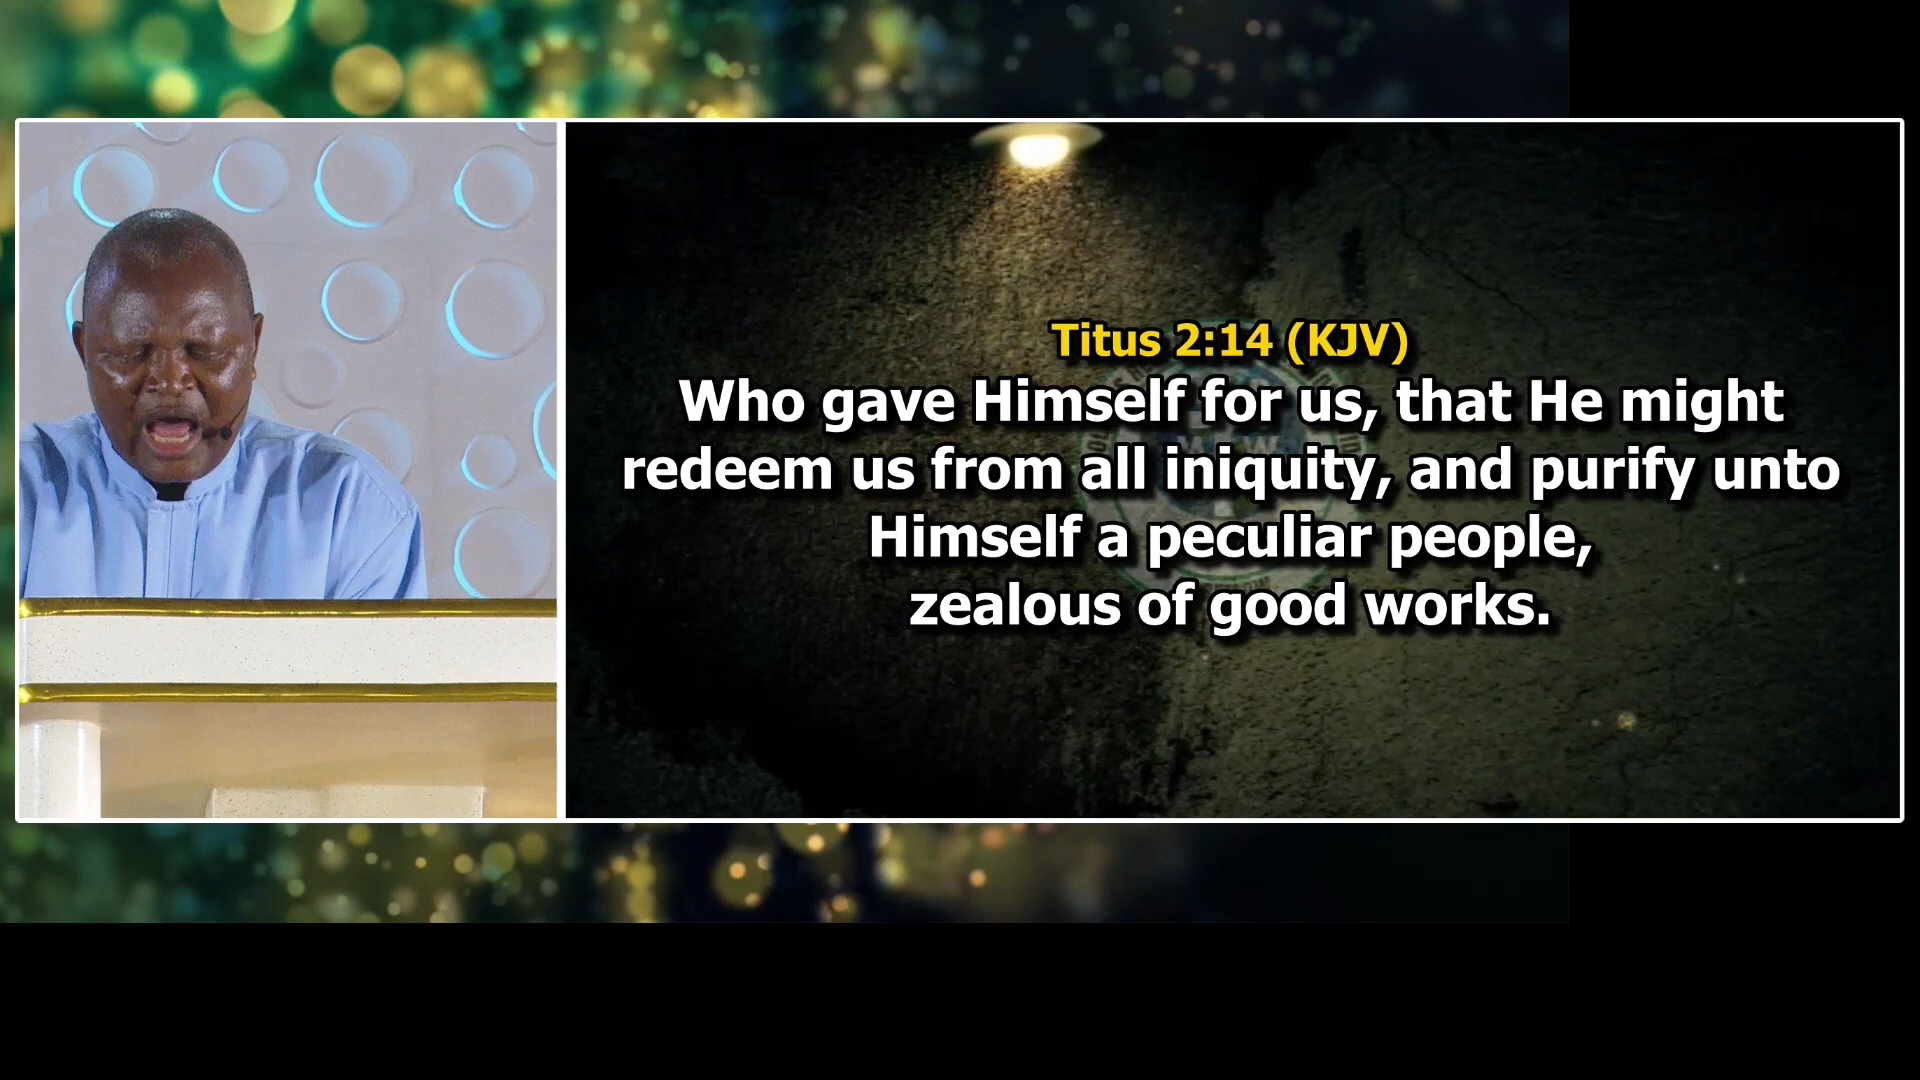 Titus 2:14 (KJV)
Who gave Himself for us, that He might
redeem us from all iniquity, and purify unto
Himself a peculiar people,
zealous of good works.